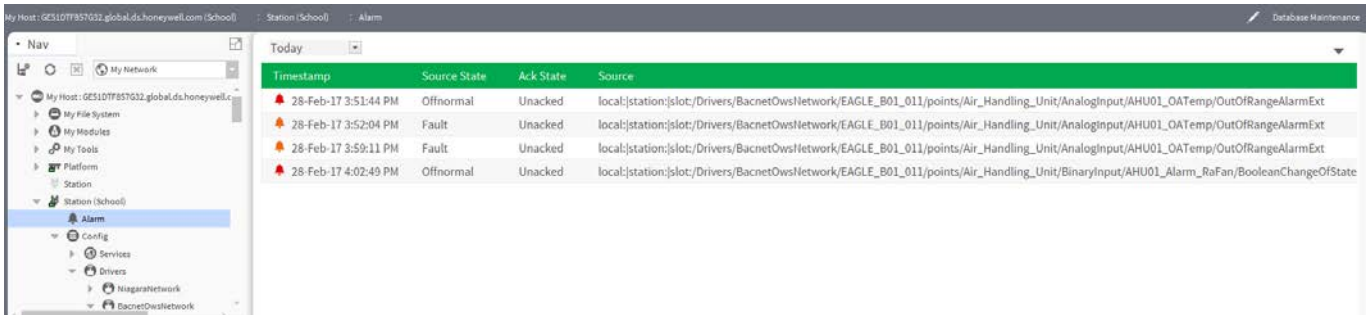 My Host : GE51DTF857G32.global.ds.honeywell.com (School) : Station (School) : Alarm Database Maintenance
Nav
My Network
My Host : GE51DTF857G32.global.ds.honeywell.c
My File System
My Modules
My Tools
Platform
Station
Station (School)
Alarm
Config
Services
Drivers
NiagaraNetwork
BacnetOwsNetwork
Today
Timestamp Source State Ack State Source
28-Feb-17 3:51:44 PM Offnormal Unacked local:|station:|slot:/Drivers/BacnetOwsNetwork/EAGLE_B01_011/points/Air_Handling_Unit/AnalogInput/AHU01_OATemp/OutOfRangeAlarmExt
28-Feb-17 3:52:04 PM Fault Unacked local:|station:|slot:/Drivers/BacnetOwsNetwork/EAGLE_B01_011/points/Air_Handling_Unit/AnalogInput/AHU01_OATemp/OutOfRangeAlarmExt
28-Feb-17 3:59:11 PM Fault Unacked local:|station:|slot:/Drivers/BacnetOwsNetwork/EAGLE_B01_011/points/Air_Handling_Unit/AnalogInput/AHU01_OATemp/OutOfRangeAlarmExt
28-Feb-17 4:02:49 PM Offnormal Unacked local:|station:|slot:/Drivers/BacnetOwsNetwork/EAGLE_B01_011/points/Air_Handling_Unit/BinaryInput/AHU01_Alarm_RaFan/BooleanChangeOfState